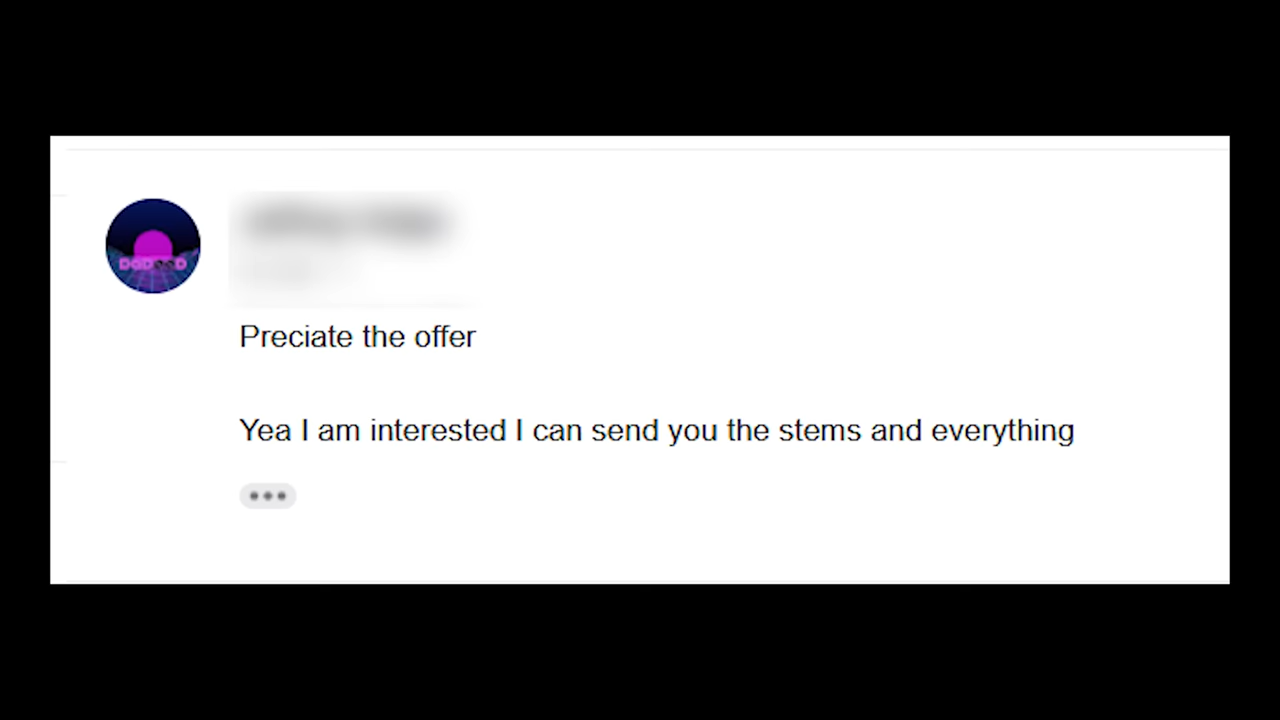 Preciate the offer
Yea I am interested I can send you the stems and everything